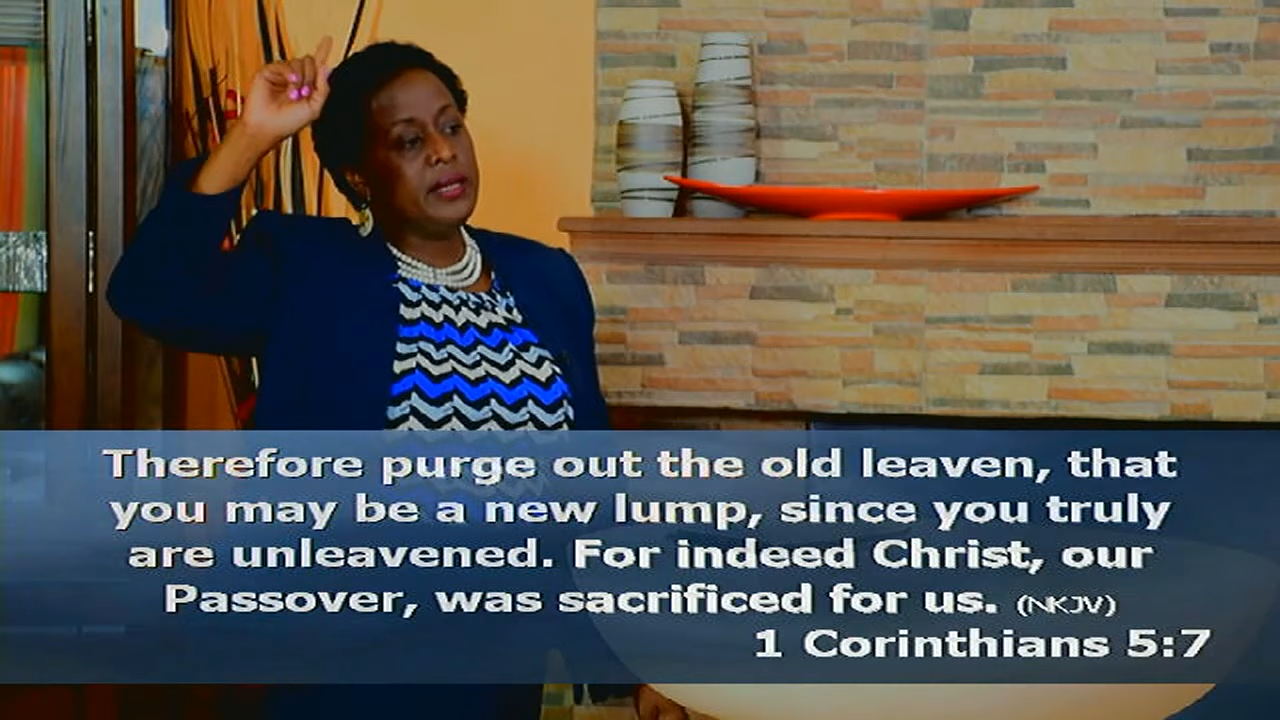 Therefore purge out the old leaven, that
you may be a new lump, since you truly
are unleavened. For indeed Christ, our
Passover, was sacrificed for us. (NKJV)
1 Corinthians 5:7